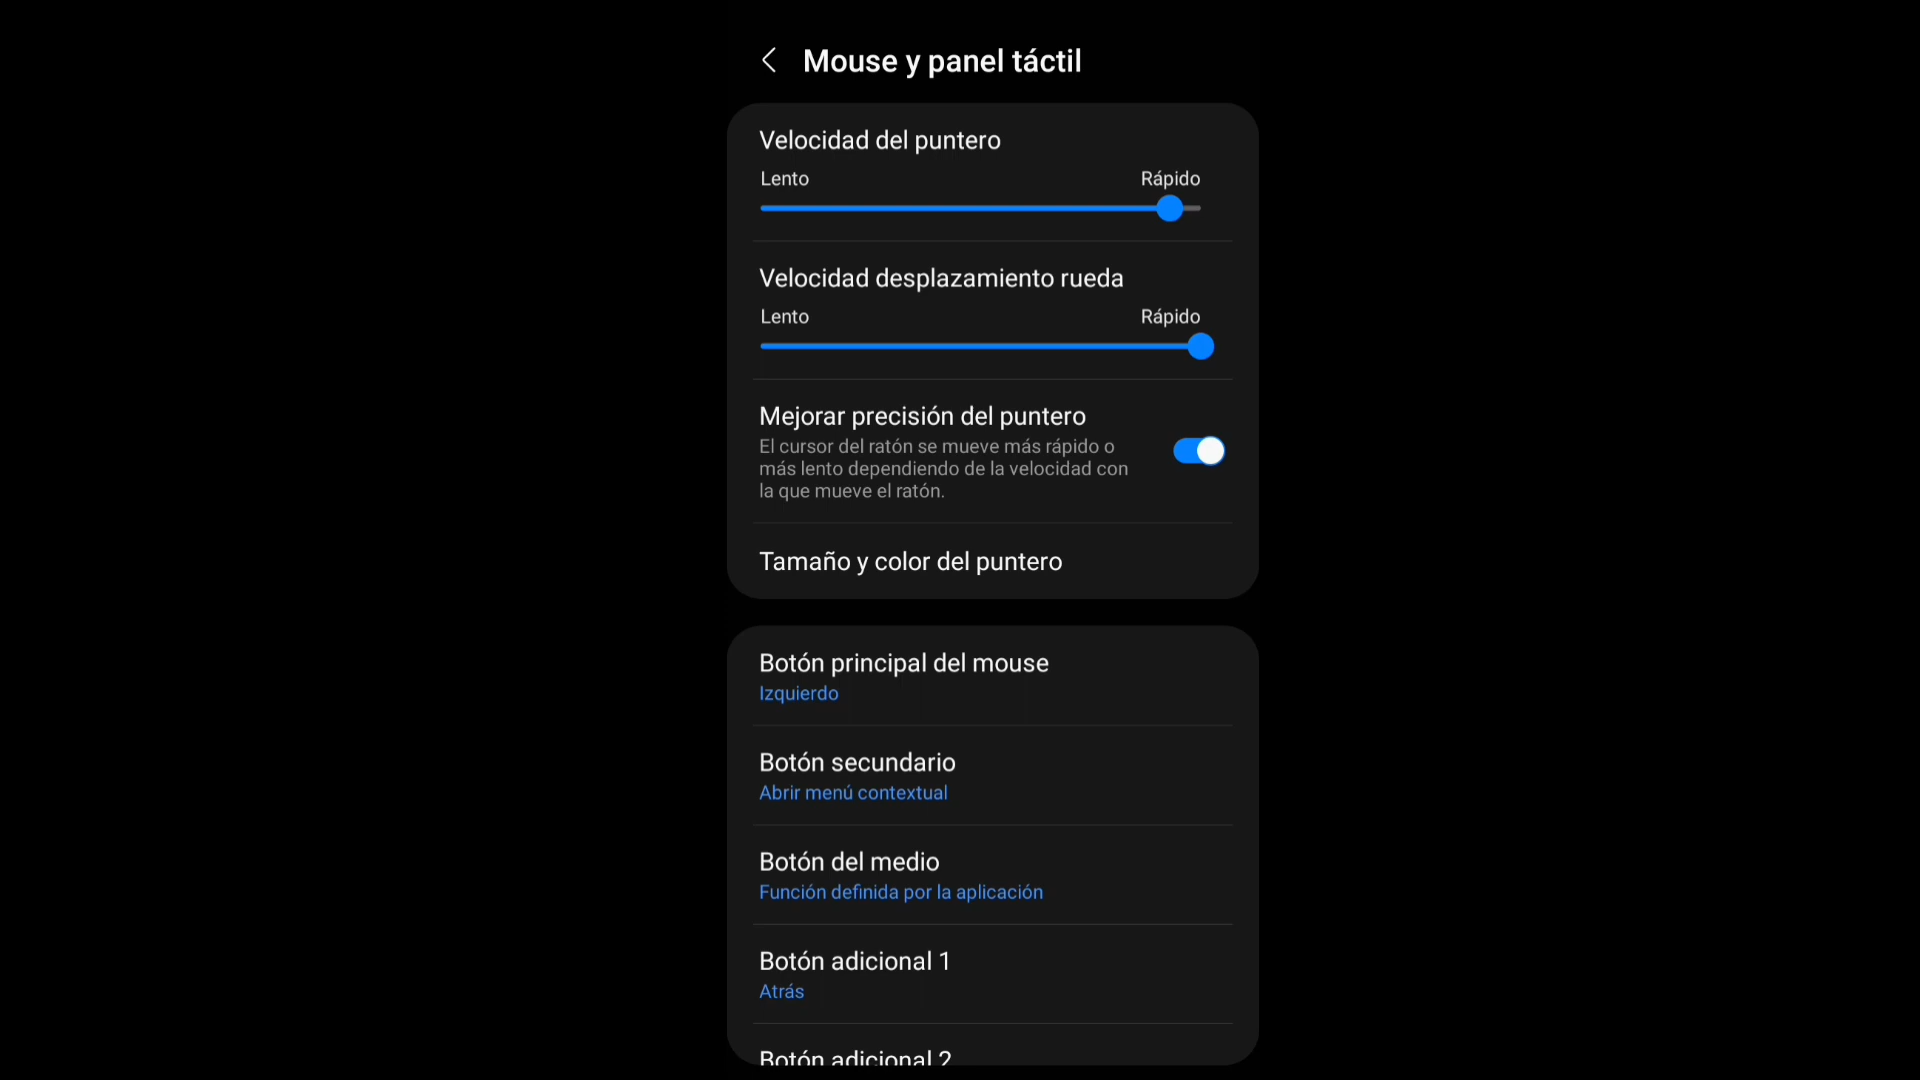 Mouse y panel táctil
Velocidad del puntero
Lento Rápido
Velocidad desplazamiento rueda
Lento Rápido
Mejorar precisión del puntero
El cursor del ratón se mueve más rápido o
más lento dependiendo de la velocidad con
la que mueve el ratón.
Tamaño y color del puntero
Botón principal del mouse
Izquierdo
Botón secundario
Abrir menú contextual
Botón del medio
Función definida por la aplicación
Botón adicional 1
Atrás
Botón adicional 2